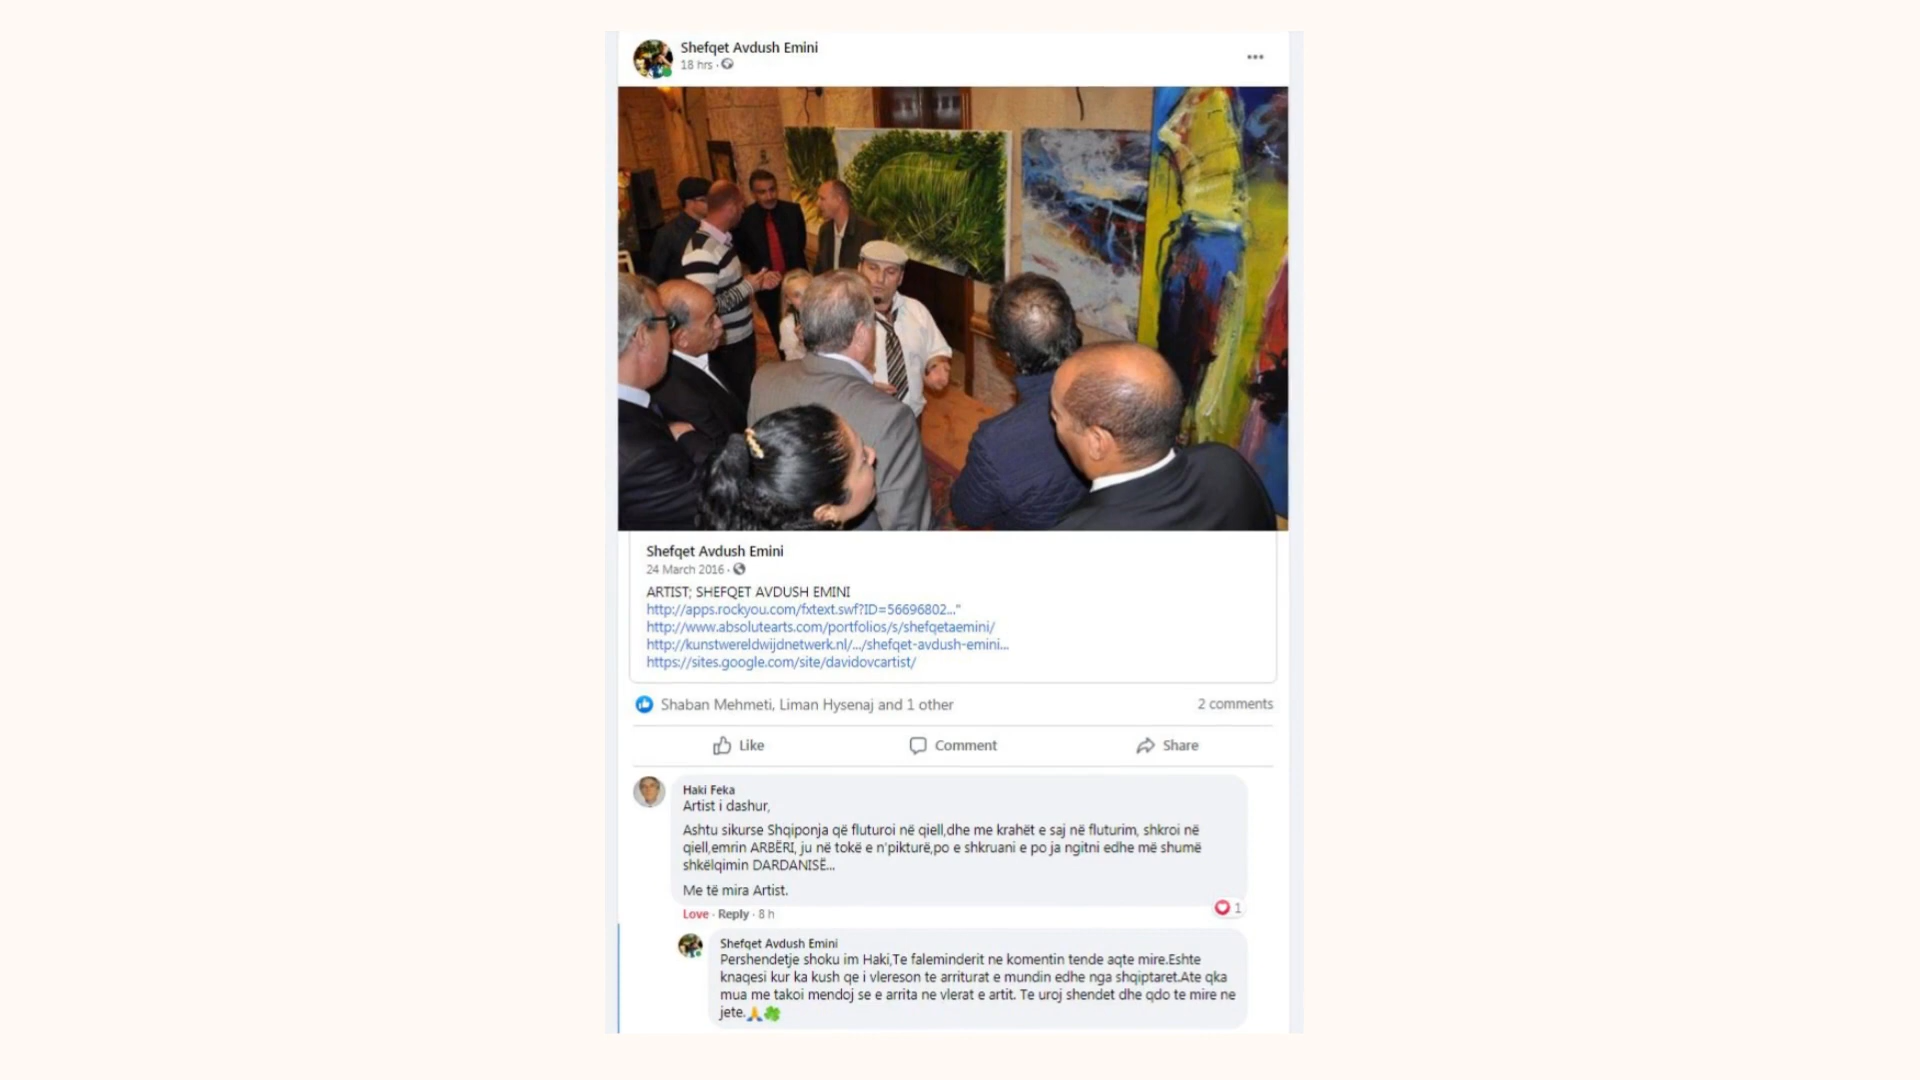 Shefqet Avdush Emini
18 hrs ·
Shefqet Avdush Emini
24 March 2016 ·
ARTIST; SHEFQET AVDUSH EMINI
http://apps.rockyou.com/fxtext.swf?ID=56696802..."
http://www.absolutearts.com/portfolios/s/shefqetaemini/
http://kunstwereldwijdnetwerk.nl/.../shefqet-avdush-emini...
https://sites.google.com/site/davidovcartist/
Shaban Mehmeti, Liman Hysenaj and 1 other
2 comments
Like
Comment
Share
Haki Feka
Artist i dashur,
Ashtu sikurse Shqiponja që fluturoi në qiell,dhe me krahët e saj në fluturim, shkroi në
qiell,emrin ARBËRI, ju në tokë e n'pikturë,po e shkruani e po ja ngitni edhe më shumë
shkëlqimin DARDANISË...
Me të mira Artist.
Love · Reply · 8 h
1
Shefqet Avdush Emini
Pershendetje shoku im Haki,Te faleminderit ne komentin tende aqte mire.Eshte
knaqesi kur ka kush qe i vlereson te arriturat e mundin edhe nga shqiptaret.Ate qka
mua me takoi mendoj se e arrita ne vlerat e artit. Te uroj shendet dhe qdo te mire ne
jete.🙏🍀